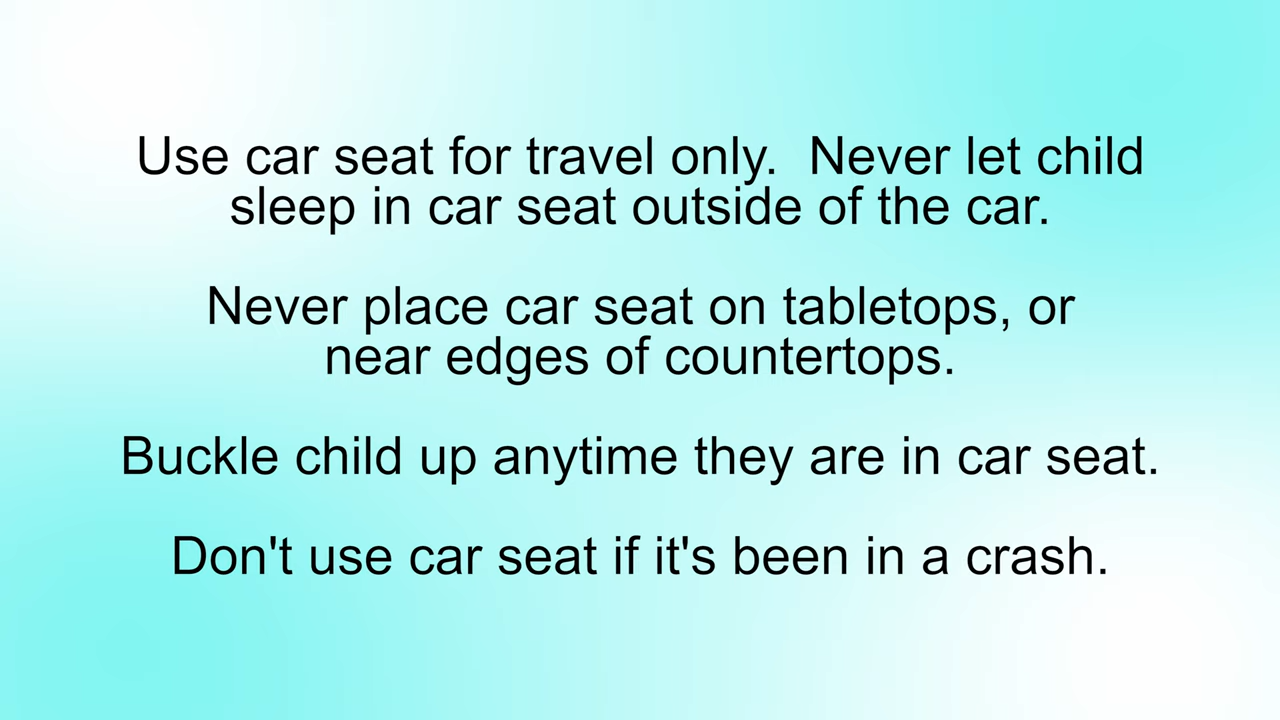 Use car seat for travel only.  Never let child
sleep in car seat outside of the car.
Never place car seat on tabletops, or
near edges of countertops.
Buckle child up anytime they are in car seat.
Don't use car seat if it's been in a crash.